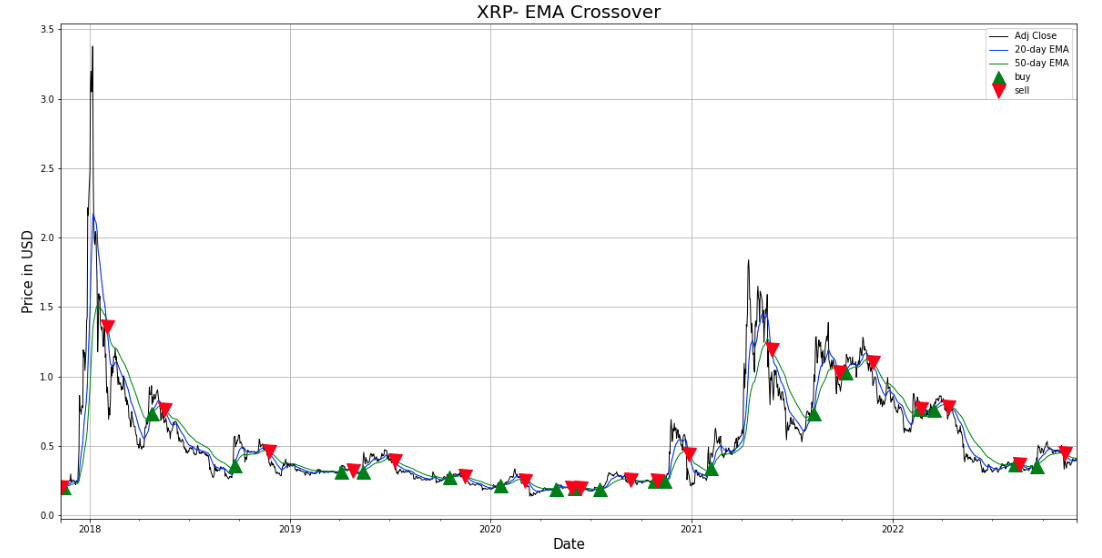 XRP- EMA Crossover
3.5
3.0
2.5
2.0
1.5
1.0
0.5
0.0
Price in USD
Adj Close
20-day EMA
50-day EMA
buy
sell
2018
2019
2020
2021
2022
Date